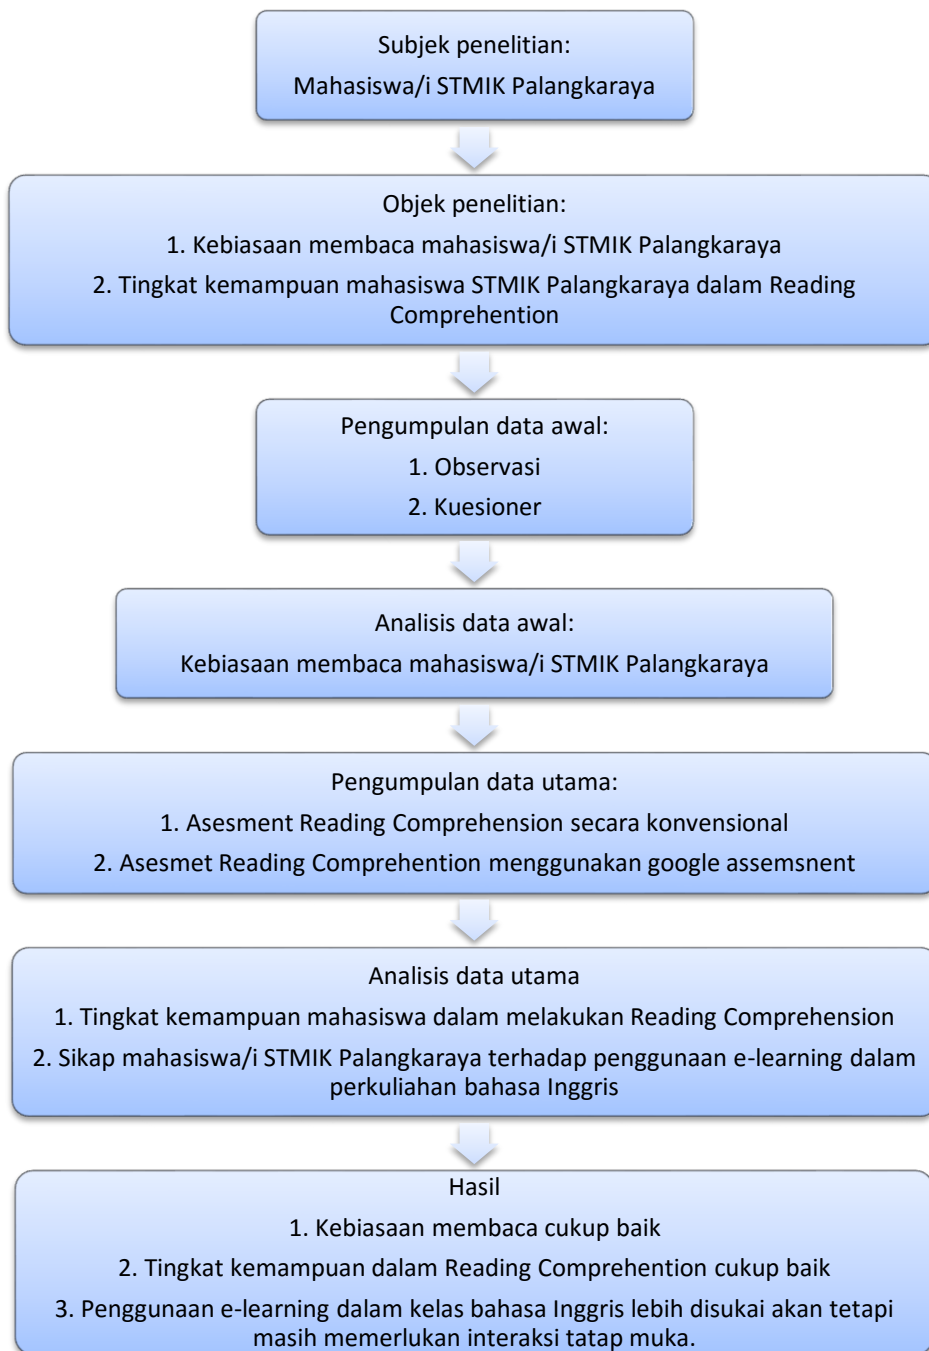 Subjek penelitian:
Mahasiswa/i STMIK Palangkaraya
Objek penelitian:
1. Kebiasaan membaca mahasiswa/i STMIK Palangkaraya
2. Tingkat kemampuan mahasiswa STMIK Palangkaraya dalam Reading
Comprehention
Pengumpulan data awal:
1. Observasi
2. Kuesioner
Analisis data awal:
Kebiasaan membaca mahasiswa/i STMIK Palangkaraya
Pengumpulan data utama:
1. Asesment Reading Comprehension secara konvensional
2. Asesmet Reading Comprehention menggunakan google assemsnent
Analisis data utama
1. Tingkat kemampuan mahasiswa dalam melakukan Reading Comprehension
2. Sikap mahasiswa/i STMIK Palangkaraya terhadap penggunaan e-learning dalam
perkuliahan bahasa Inggris
Hasil
1. Kebiasaan membaca cukup baik
2. Tingkat kemampuan dalam Reading Comprehention cukup baik
3. Penggunaan e-learning dalam kelas bahasa Inggris lebih disukai akan tetapi
masih memerlukan interaksi tatap muka.